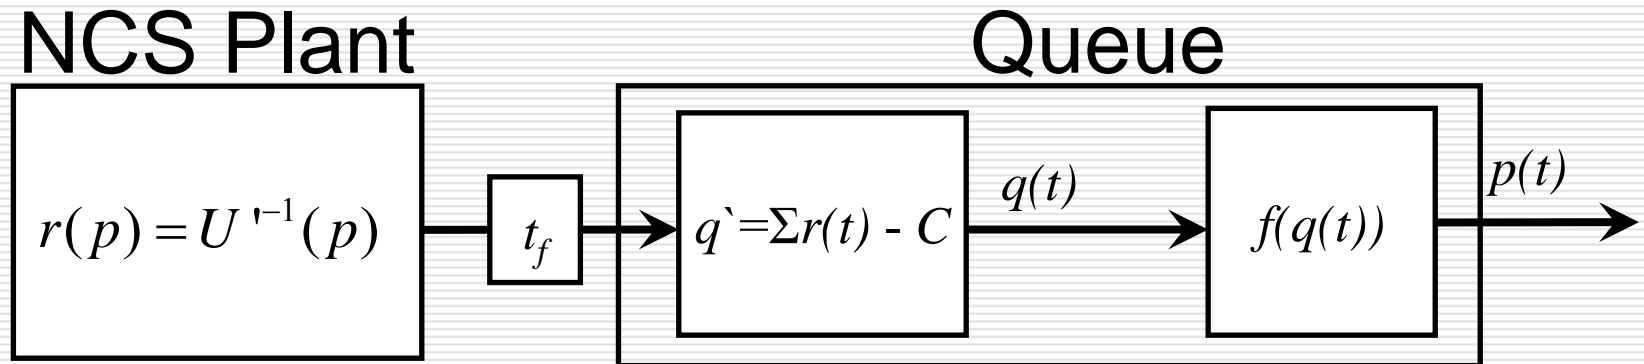 NCS Plant
Queue
r(p) = U '⁻¹(p)
t_f
q`=Σr(t) - C
q(t)
f(q(t))
p(t)